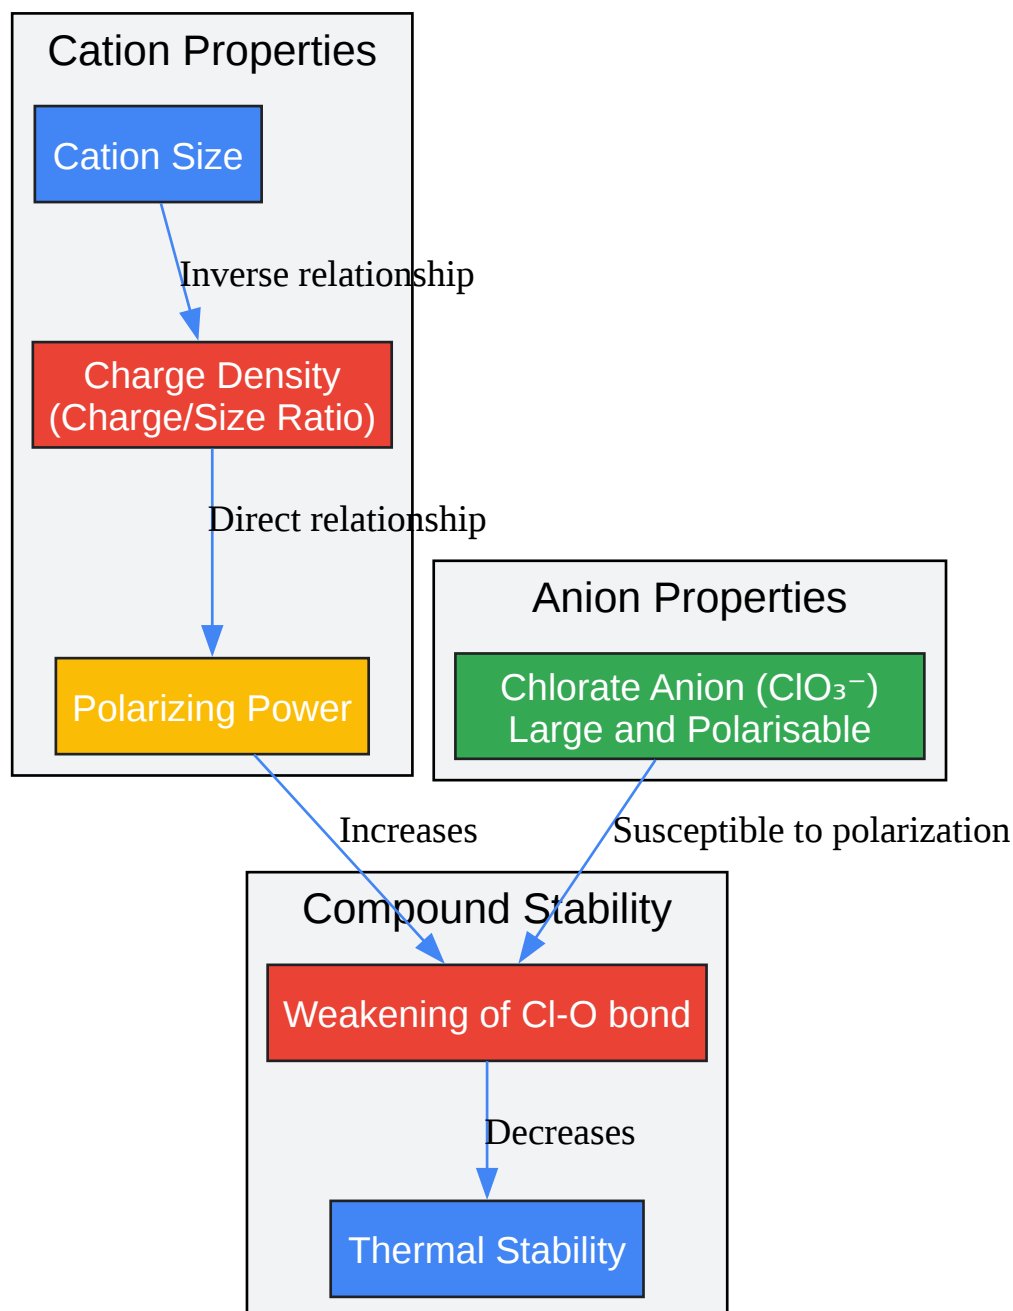 Cation Properties
Cation Size
Inverse relationship
Charge Density
(Charge/Size Ratio)
Direct relationship
Polarizing Power
Anion Properties
Chlorate Anion (ClO₃⁻)
Large and Polarisable
Increases
Susceptible to polarization
Compound Stability
Weakening of Cl-O bond
Decreases
Thermal Stability